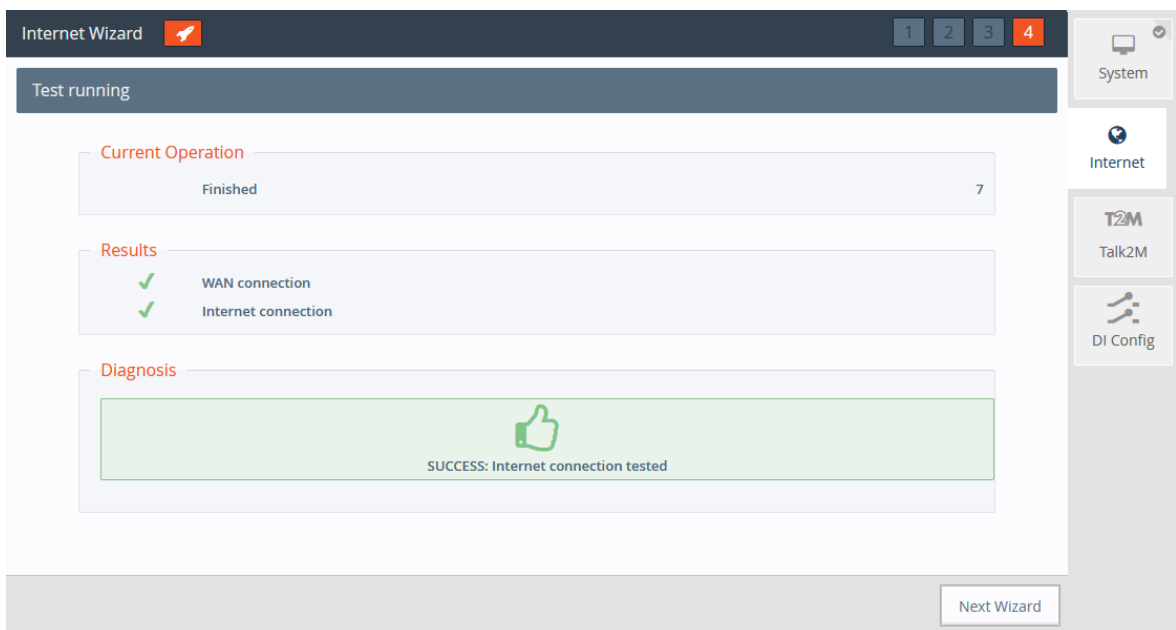 Internet Wizard
1 2 3 4
Test running
Current Operation
Finished 7
Results
WAN connection
Internet connection
Diagnosis
SUCCESS: Internet connection tested
Next Wizard
System
Internet
T2M
Talk2M
DI Config